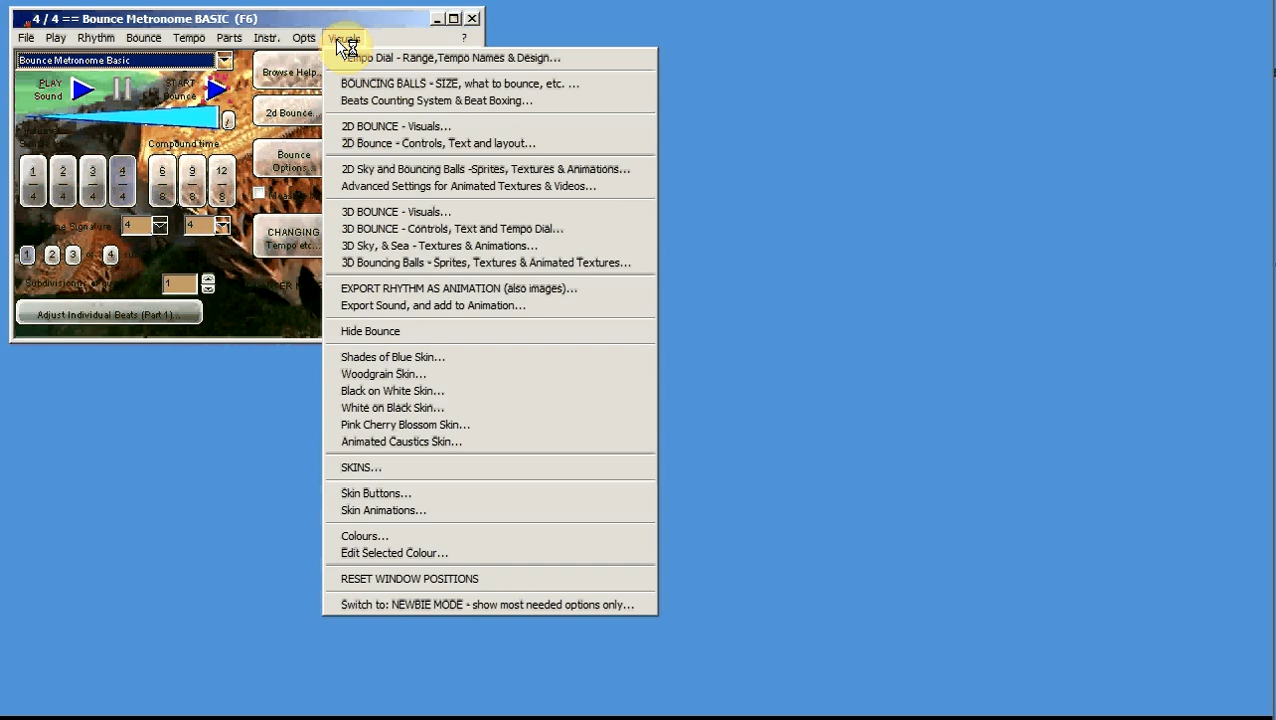 4 / 4 == Bounce Metronome BASIC (F6)
File Play Rhythm Bounce Tempo Parts Instr. Opts Visuals ?
Bounce Metronome Basic
PLAY
Sound
START
Bounce
Browse Help...
2d Bounce...
Compound time
Bounce
Options...
1
4
2
4
3
4
4
4
6
8
9
8
12
8
Signature 4 4
CHANGING
Tempo etc...
1 2 3 4
1
Adjust Individual Beats (Part 1)...
Tempo Dial - Range,Tempo Names & Design...
BOUNCING BALLS - SIZE, what to bounce, etc. ...
Beats Counting System & Beat Boxing...
2D BOUNCE - Visuals...
2D Bounce - Controls, Text and layout...
2D Sky and Bouncing Balls -Sprites, Textures & Animations...
Advanced Settings for Animated Textures & Videos...
3D BOUNCE - Visuals...
3D BOUNCE - Controls, Text and Tempo Dial...
3D Sky, & Sea - Textures & Animations...
3D Bouncing Balls - Sprites, Textures & Animated Textures...
EXPORT RHYTHM AS ANIMATION (also images)...
Export Sound, and add to Animation...
Hide Bounce
Shades of Blue Skin...
Woodgrain Skin...
Black on White Skin...
White on Black Skin...
Pink Cherry Blossom Skin...
Animated Caustics Skin...
SKINS...
Skin Buttons...
Skin Animations...
Colours...
Edit Selected Colour...
RESET WINDOW POSITIONS
Switch to: NEWBIE MODE - show most needed options only...